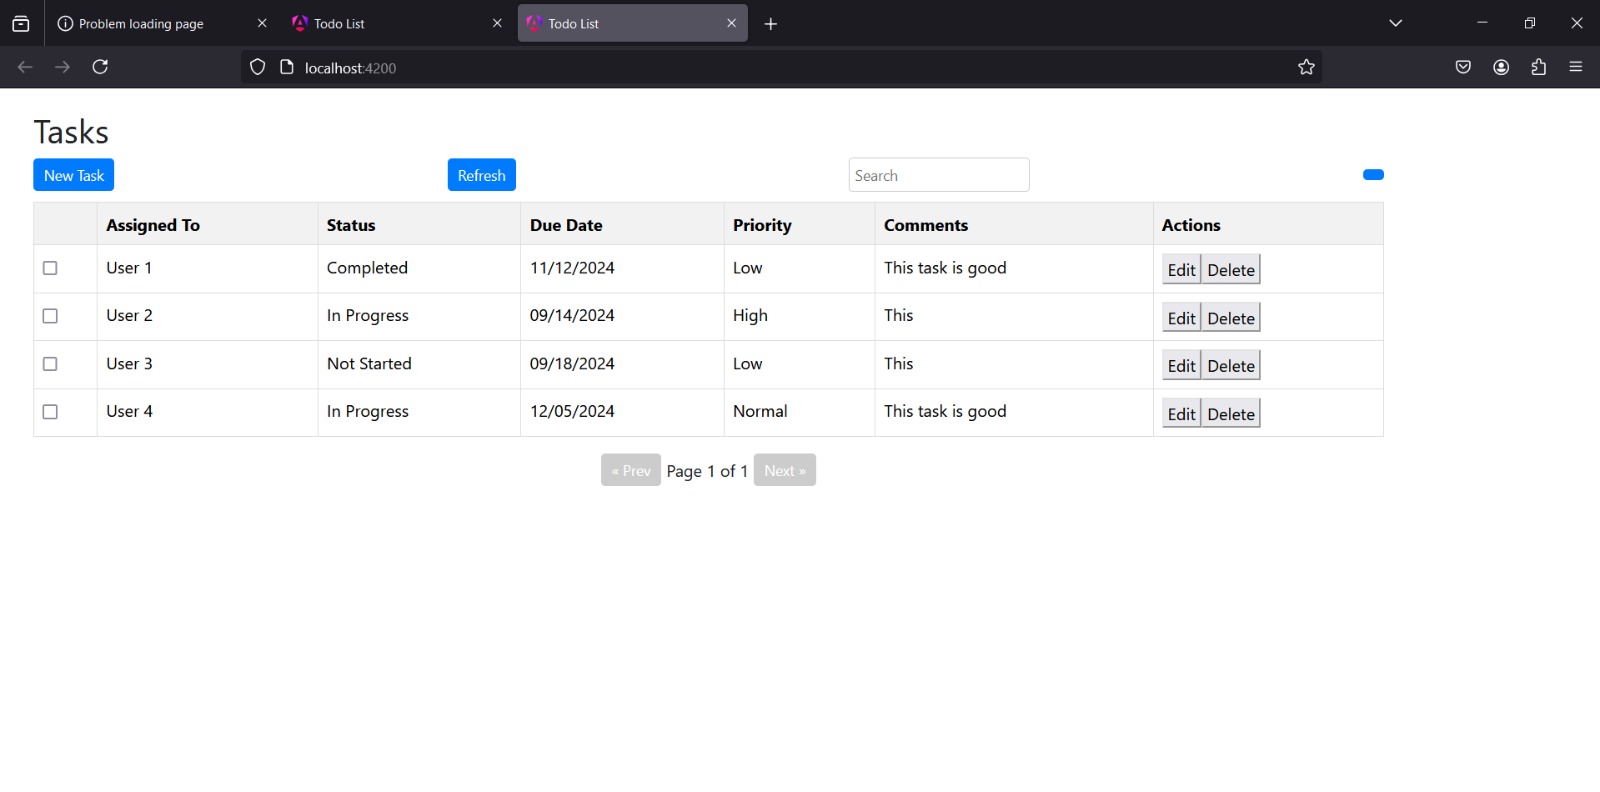 Problem loading page
Todo List
Todo List
localhost:4200
Tasks
New Task Refresh Search
Assigned To Status Due Date Priority Comments Actions
User 1 Completed 11/12/2024 Low This task is good Edit Delete
User 2 In Progress 09/14/2024 High This Edit Delete
User 3 Not Started 09/18/2024 Low This Edit Delete
User 4 In Progress 12/05/2024 Normal This task is good Edit Delete
« Prev Page 1 of 1 Next »